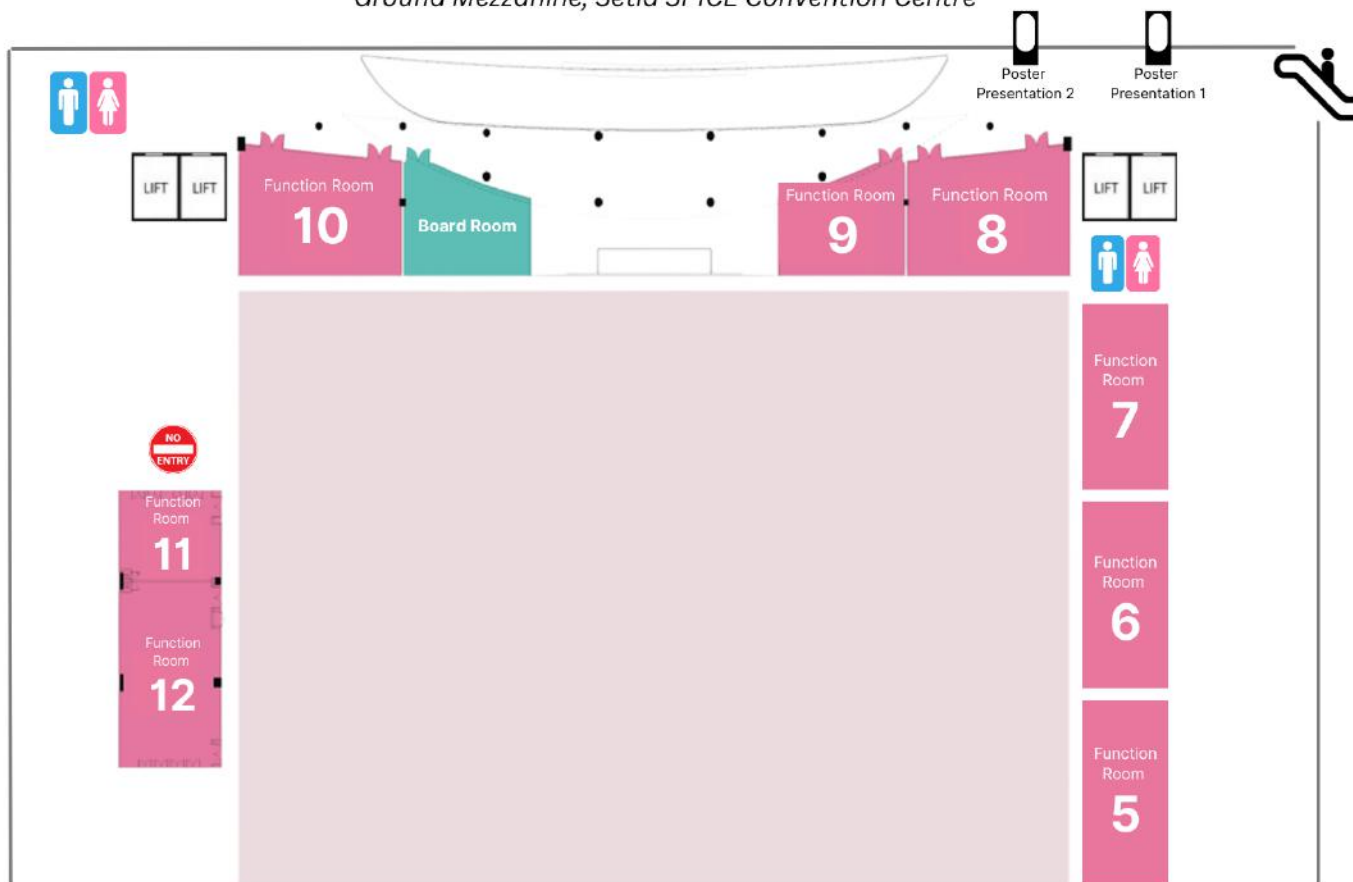 Ground Mezzanine, Setia SPICE Convention Centre
Poster
Presentation 2
Poster
Presentation 1
LIFT
LIFT
Function Room
10
Board Room
Function Room
9
Function Room
8
LIFT
LIFT
Function
Room
7
NO
ENTRY
Function
Room
11
Function
Room
6
Function
Room
12
Function
Room
5